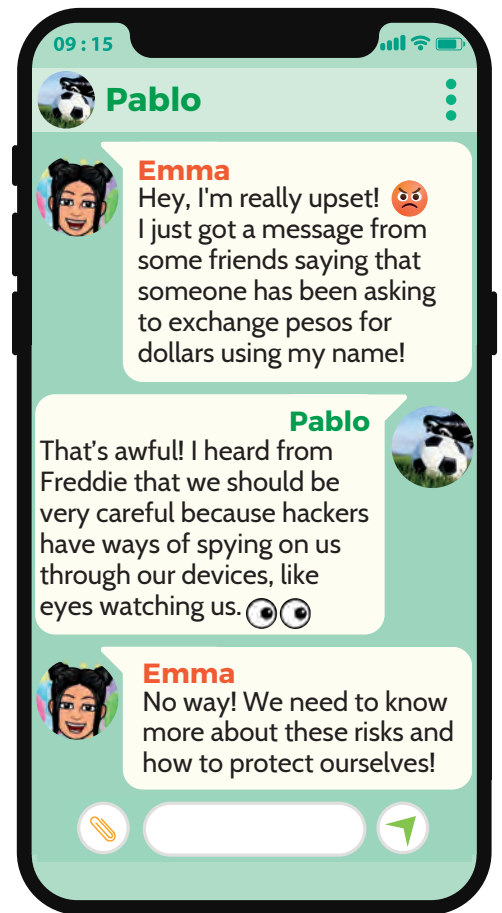 09:15
Pablo
Emma
Hey, I'm really upset!
I just got a message from
some friends saying that
someone has been asking
to exchange pesos for
dollars using my name!
Pablo
That's awful! I heard from
Freddie that we should be
very careful because hackers
have ways of spying on us
through our devices, like
eyes watching us.
Emma
No way! We need to know
more about these risks and
how to protect ourselves!